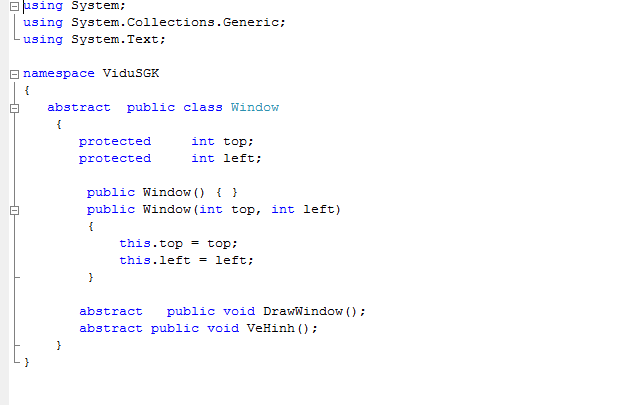 using System;
using System.Collections.Generic;
using System.Text;
namespace ViduSGK
{
abstract  public class Window
{
protected     int top;
protected     int left;
public Window() { }
public Window(int top, int left)
{
this.top = top;
this.left = left;
}
abstract   public void DrawWindow();
abstract public void VeHinh();
}
}